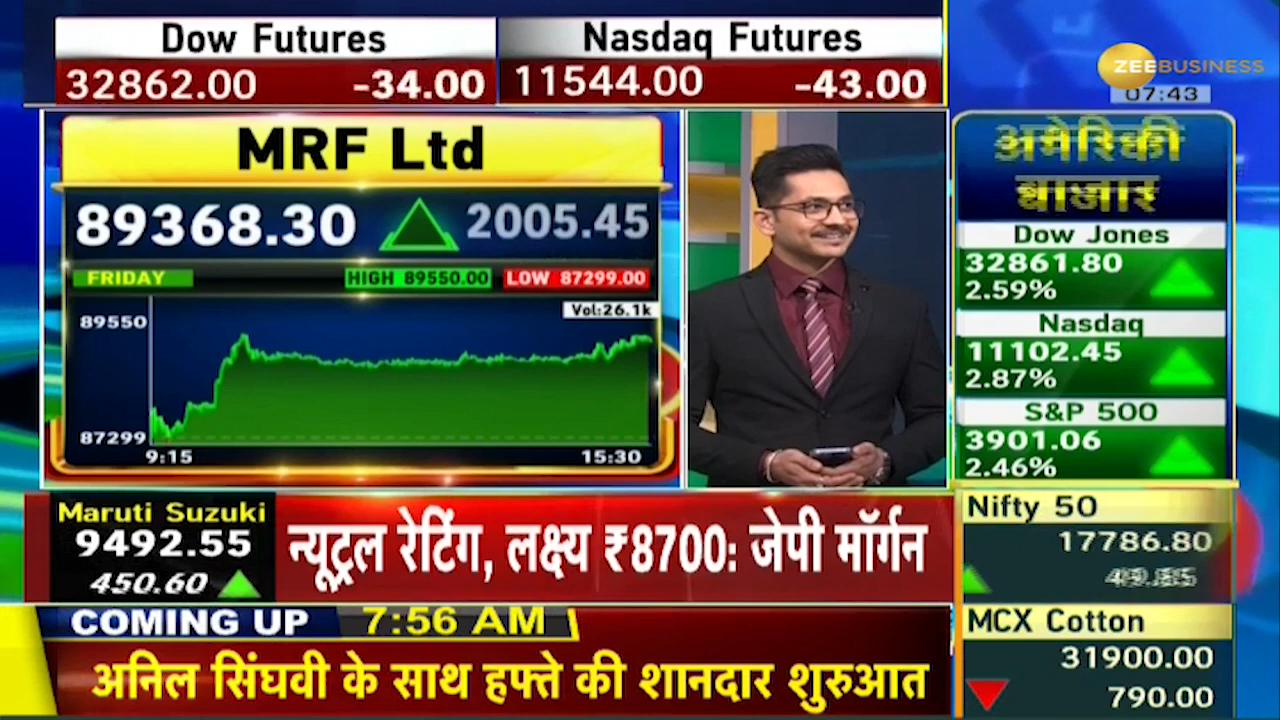 Dow Futures
32862.00 -34.00
Nasdaq Futures
11544.00 -43.00
ZEEBUSINESS
07:43
MRF Ltd
89368.30 2005.45
FRIDAY HIGH 89550.00 LOW 87299.00
Vol:26.1k
89550
87299
9:15 15:30
अमेरिकी
बाजार
Dow Jones
32861.80
2.59%
Nasdaq
11102.45
2.87%
S&P 500
3901.06
2.46%
Maruti Suzuki
9492.55
450.60
न्यूट्रल रेटिंग, लक्ष्य ₹8700: जेपी मॉर्गन
Nifty 50
17786.80
COMING UP 7:56 AM
अनिल सिंघवी के साथ हफ्ते की शानदार शुरुआत
MCX Cotton
31900.00
790.00